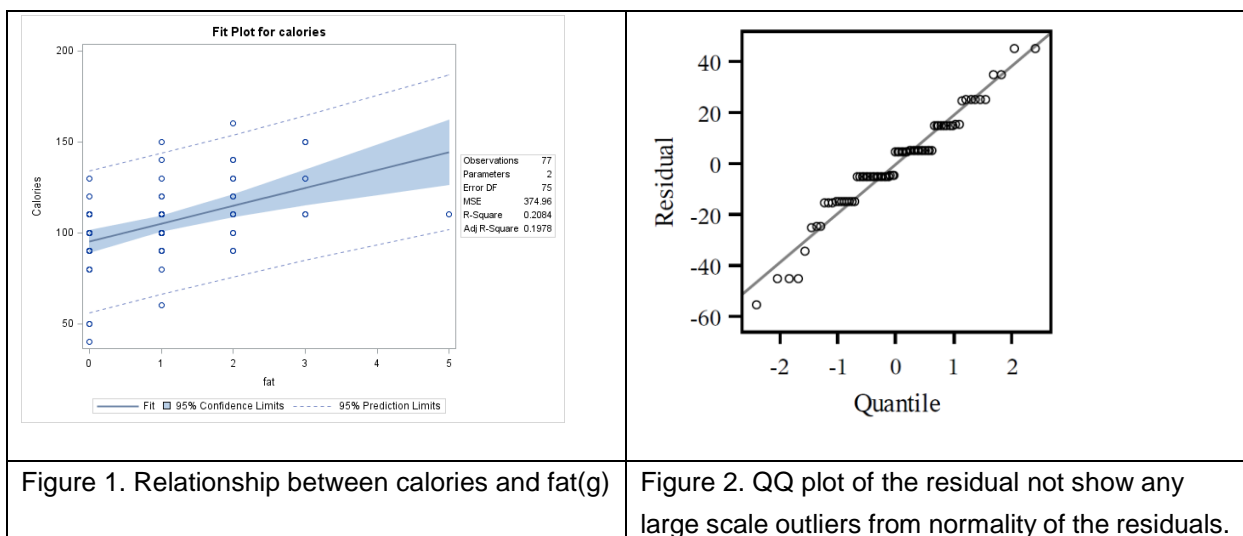 Fit Plot for calories
200
150
100
50
Calories
0 1 2 3 4 5
fat
Observations 77
Parameters 2
Error DF 75
MSE 374.96
R-Square 0.2084
Adj R-Square 0.1978
Fit 95% Confidence Limits 95% Prediction Limits
40
20
0
-20
-40
-60
Residual
-2 -1 0 1 2
Quantile
Figure 1. Relationship between calories and fat(g)
Figure 2. QQ plot of the residual not show any
large scale outliers from normality of the residuals.